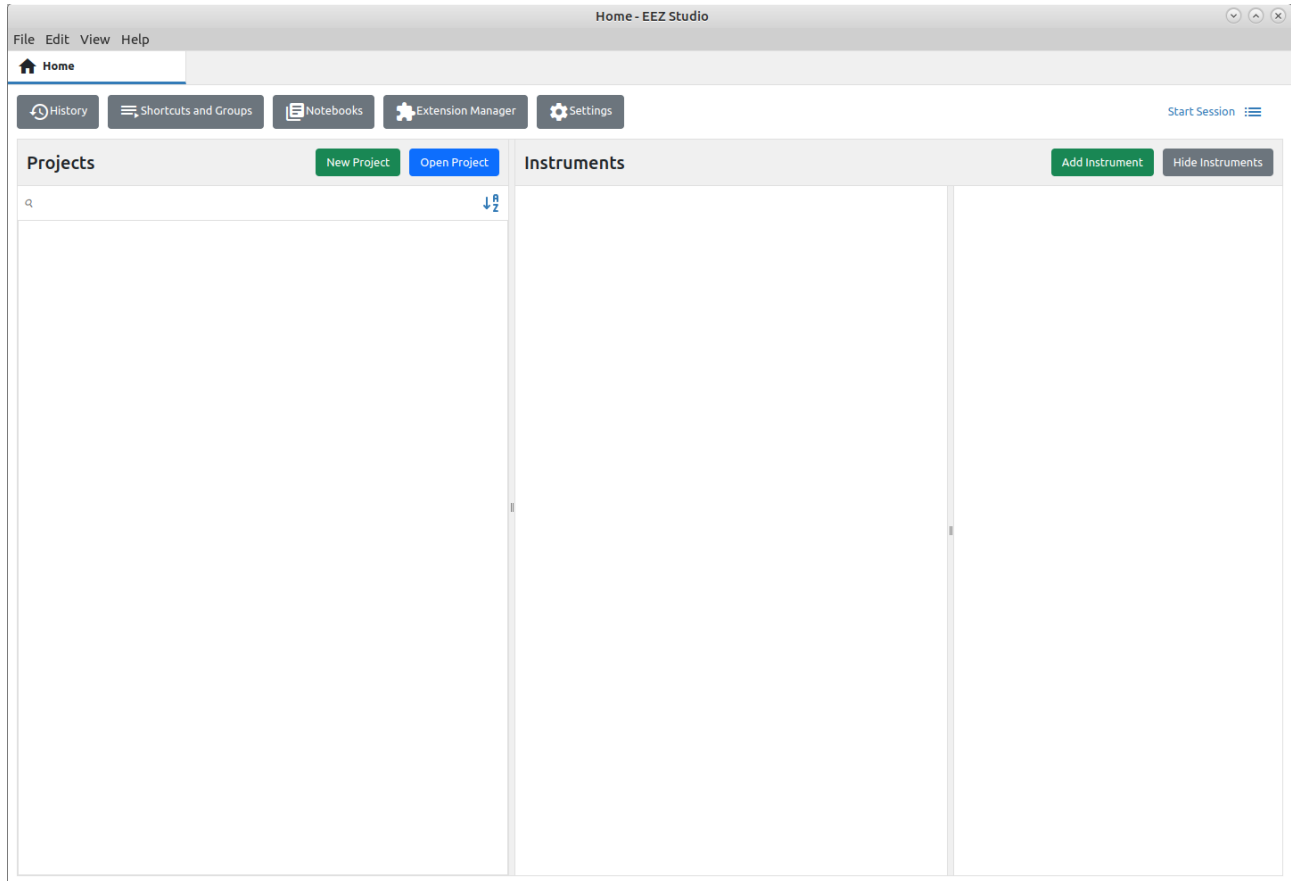 Home - EEZ Studio
File Edit View Help
Home
History Shortcuts and Groups Notebooks Extension Manager Settings Start Session
Projects New Project Open Project Instruments Add Instrument Hide Instruments